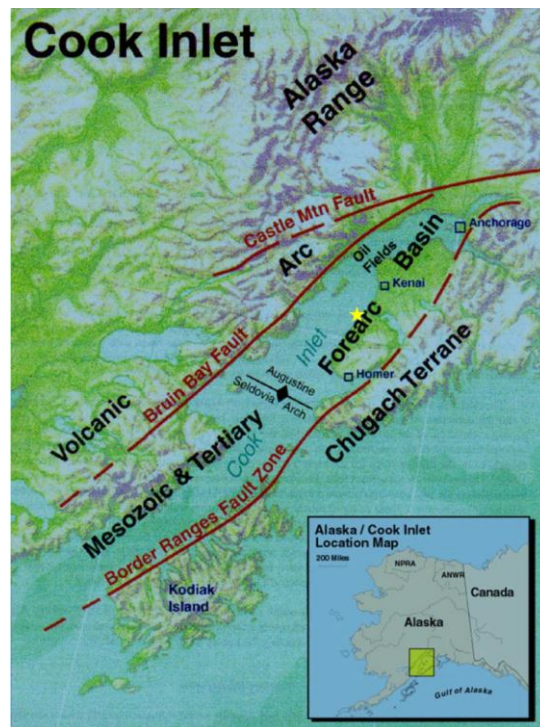 Cook Inlet
Alaska
Range
Castle Mtn Fault
Anchorage
Arc
Oil
Fields
Basin
Kenai
Forearc
Inlet
Bruin Bay Fault
Augustine
Seldovia
Arch
Homer
Chugach Terrane
Volcanic
Mesozoic & Tertiary
Cook
Border Ranges Fault Zone
Kodiak
Island
Alaska / Cook Inlet
Location Map
200 Miles
NPRA
ANWR
Canada
Alaska
Gulf of Alaska